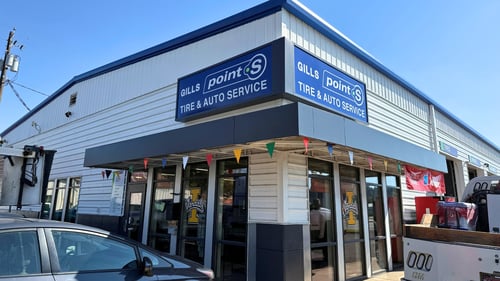 GILLS point S
TIRE & AUTO SERVICE
GILLS point S
TIRE & AUTO SERVICE